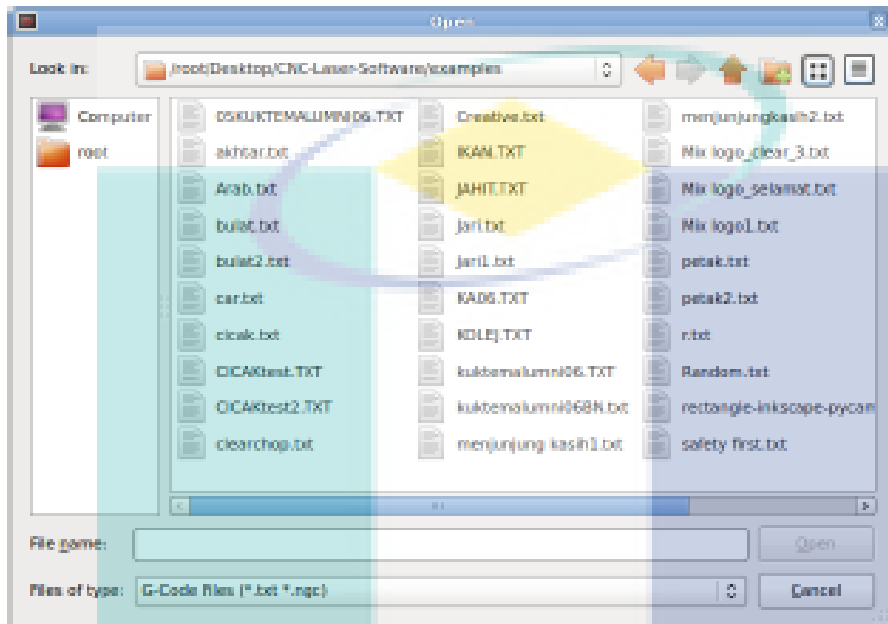 Open
Look in: /root/Desktop/CNC-Laser-Software/examples
Computer
root
05KUKTEMALUMNI06.TXT
akhtar.txt
Arab.txt
bulat.txt
bulat2.txt
car.txt
cicak.txt
CICAKtest.TXT
CICAKtest2.TXT
clearchop.txt
Creative.txt
IKAN.TXT
JAHIT.TXT
Jari.txt
Jari1.txt
KA06.TXT
KOLEJ.TXT
kuktemalumni06.TXT
kuktemalumni06BN.txt
menjunjung kasih1.txt
menjunjungkasih2.txt
Mix logo_clear_3.txt
Mix logo_selamat.txt
Mix logo1.txt
petak.txt
petak2.txt
r.txt
Random.txt
rectangle-inkscape-pycam
safety first.txt
File name:
Open
Files of type: G-Code Files (*.txt *.ngc)
Cancel